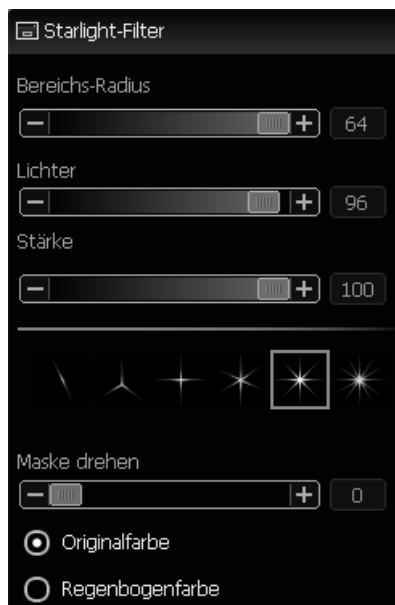 Starlight-Filter
Bereichs-Radius
64
Lichter
96
Stärke
100
Maske drehen
0
Originalfarbe
Regenbogenfarbe